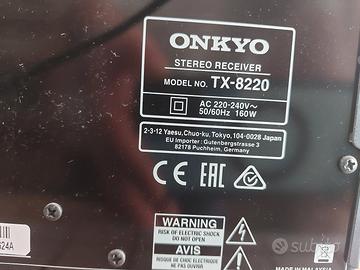 ONKYO
STEREO RECEIVER
MODEL NO. TX-8220
AC 220-240V~
50/60Hz 160W
2-3-12 Yaesu, Chuo-ku, Tokyo, 104-0028 Japan
EU Importer : Gutenbergstrasse 3
82178 Puchheim, Germany
CE EAC
WARNING
RISK OF ELECTRIC SHOCK
DO NOT OPEN
AVIS
RISQUE DE CHOC ELECTRIQUE
NE PAS OUVRIR
624A
MADE IN MALAYSIA
subito